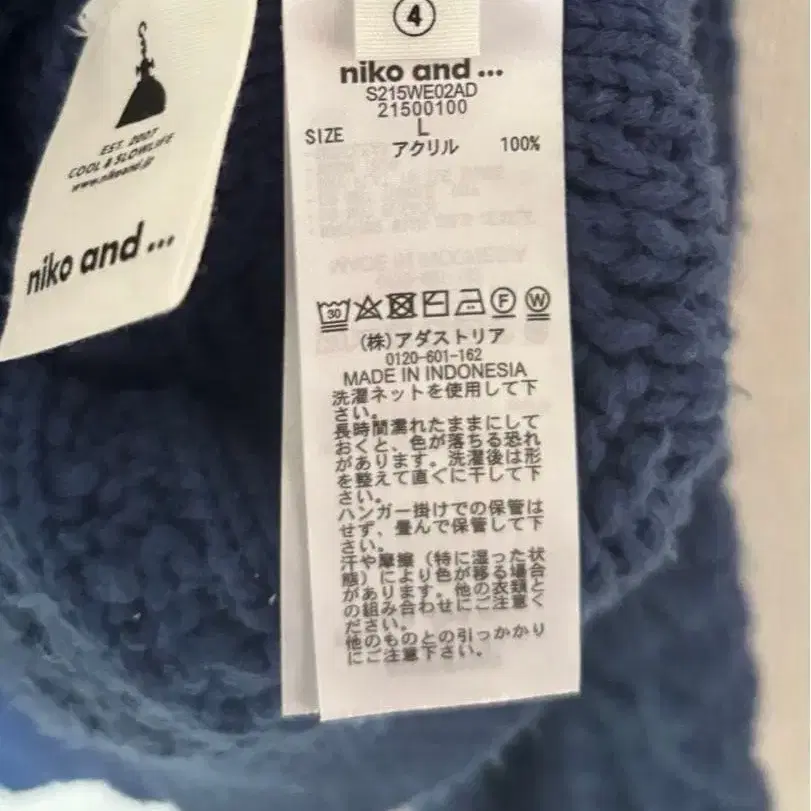 EST. 2007
COOL & SLOWLIFE
www.nikoand.jp
niko and ...
4
niko and ...
S215WE02AD
21500100
SIZE L
アクリル 100%
30
F
W
(株)アダストリア
0120-601-162
MADE IN INDONESIA
洗濯ネットを使用して下
さい。
長時間濡れたままにして
おくと、色が落ちる恐れ
があります。洗濯後は形
を整えて直ぐに干して下
さい。
ハンガー掛けでの保管は
せず、畳んで保管して下
さい。
汗や摩擦（特に湿った状
態）により色が移る場合
があります。他の衣類と
の組み合わせにご注意く
ださい。
他のものとの引っかかり
にご注意下さい。